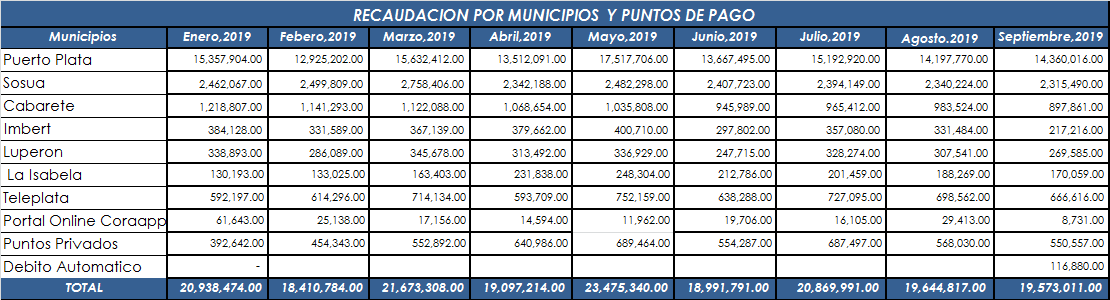 RECAUDACION POR MUNICIPIOS Y PUNTOS DE PAGO
Municipios Enero,2019 Febero,2019 Marzo,2019 Abril,2019 Mayo,2019 Junio,2019 Julio,2019 Agosto.2019 Septiembre,2019
Puerto Plata 15,357,904.00 12,925,202.00 15,632,412.00 13,512,091.00 17,517,706.00 13,667,495.00 15,192,920.00 14,197,770.00 14,360,016.00
Sosua 2,462,067.00 2,499,809.00 2,758,406.00 2,342,188.00 2,482,298.00 2,407,723.00 2,394,149.00 2,340,224.00 2,315,490.00
Cabarete 1,218,807.00 1,141,293.00 1,122,088.00 1,068,654.00 1,035,808.00 945,989.00 965,412.00 983,524.00 897,861.00
Imbert 384,128.00 331,589.00 367,139.00 379,662.00 400,710.00 297,802.00 357,080.00 331,484.00 217,216.00
Luperon 338,893.00 286,089.00 345,678.00 313,492.00 336,929.00 247,715.00 328,274.00 307,541.00 269,585.00
La Isabela 130,193.00 133,025.00 163,403.00 231,838.00 248,304.00 212,786.00 201,459.00 188,269.00 170,059.00
Teleplata 592,197.00 614,296.00 714,134.00 593,709.00 752,159.00 638,288.00 727,095.00 698,562.00 666,616.00
Portal Online Coraapp 61,643.00 25,138.00 17,156.00 14,594.00 11,962.00 19,706.00 16,105.00 29,413.00 8,731.00
Puntos Privados 392,642.00 454,343.00 552,892.00 640,986.00 689,464.00 554,287.00 687,497.00 568,030.00 550,557.00
Debito Automatico - 116,880.00
TOTAL 20,938,474.00 18,410,784.00 21,673,308.00 19,097,214.00 23,475,340.00 18,991,791.00 20,869,991.00 19,644,817.00 19,573,011.00